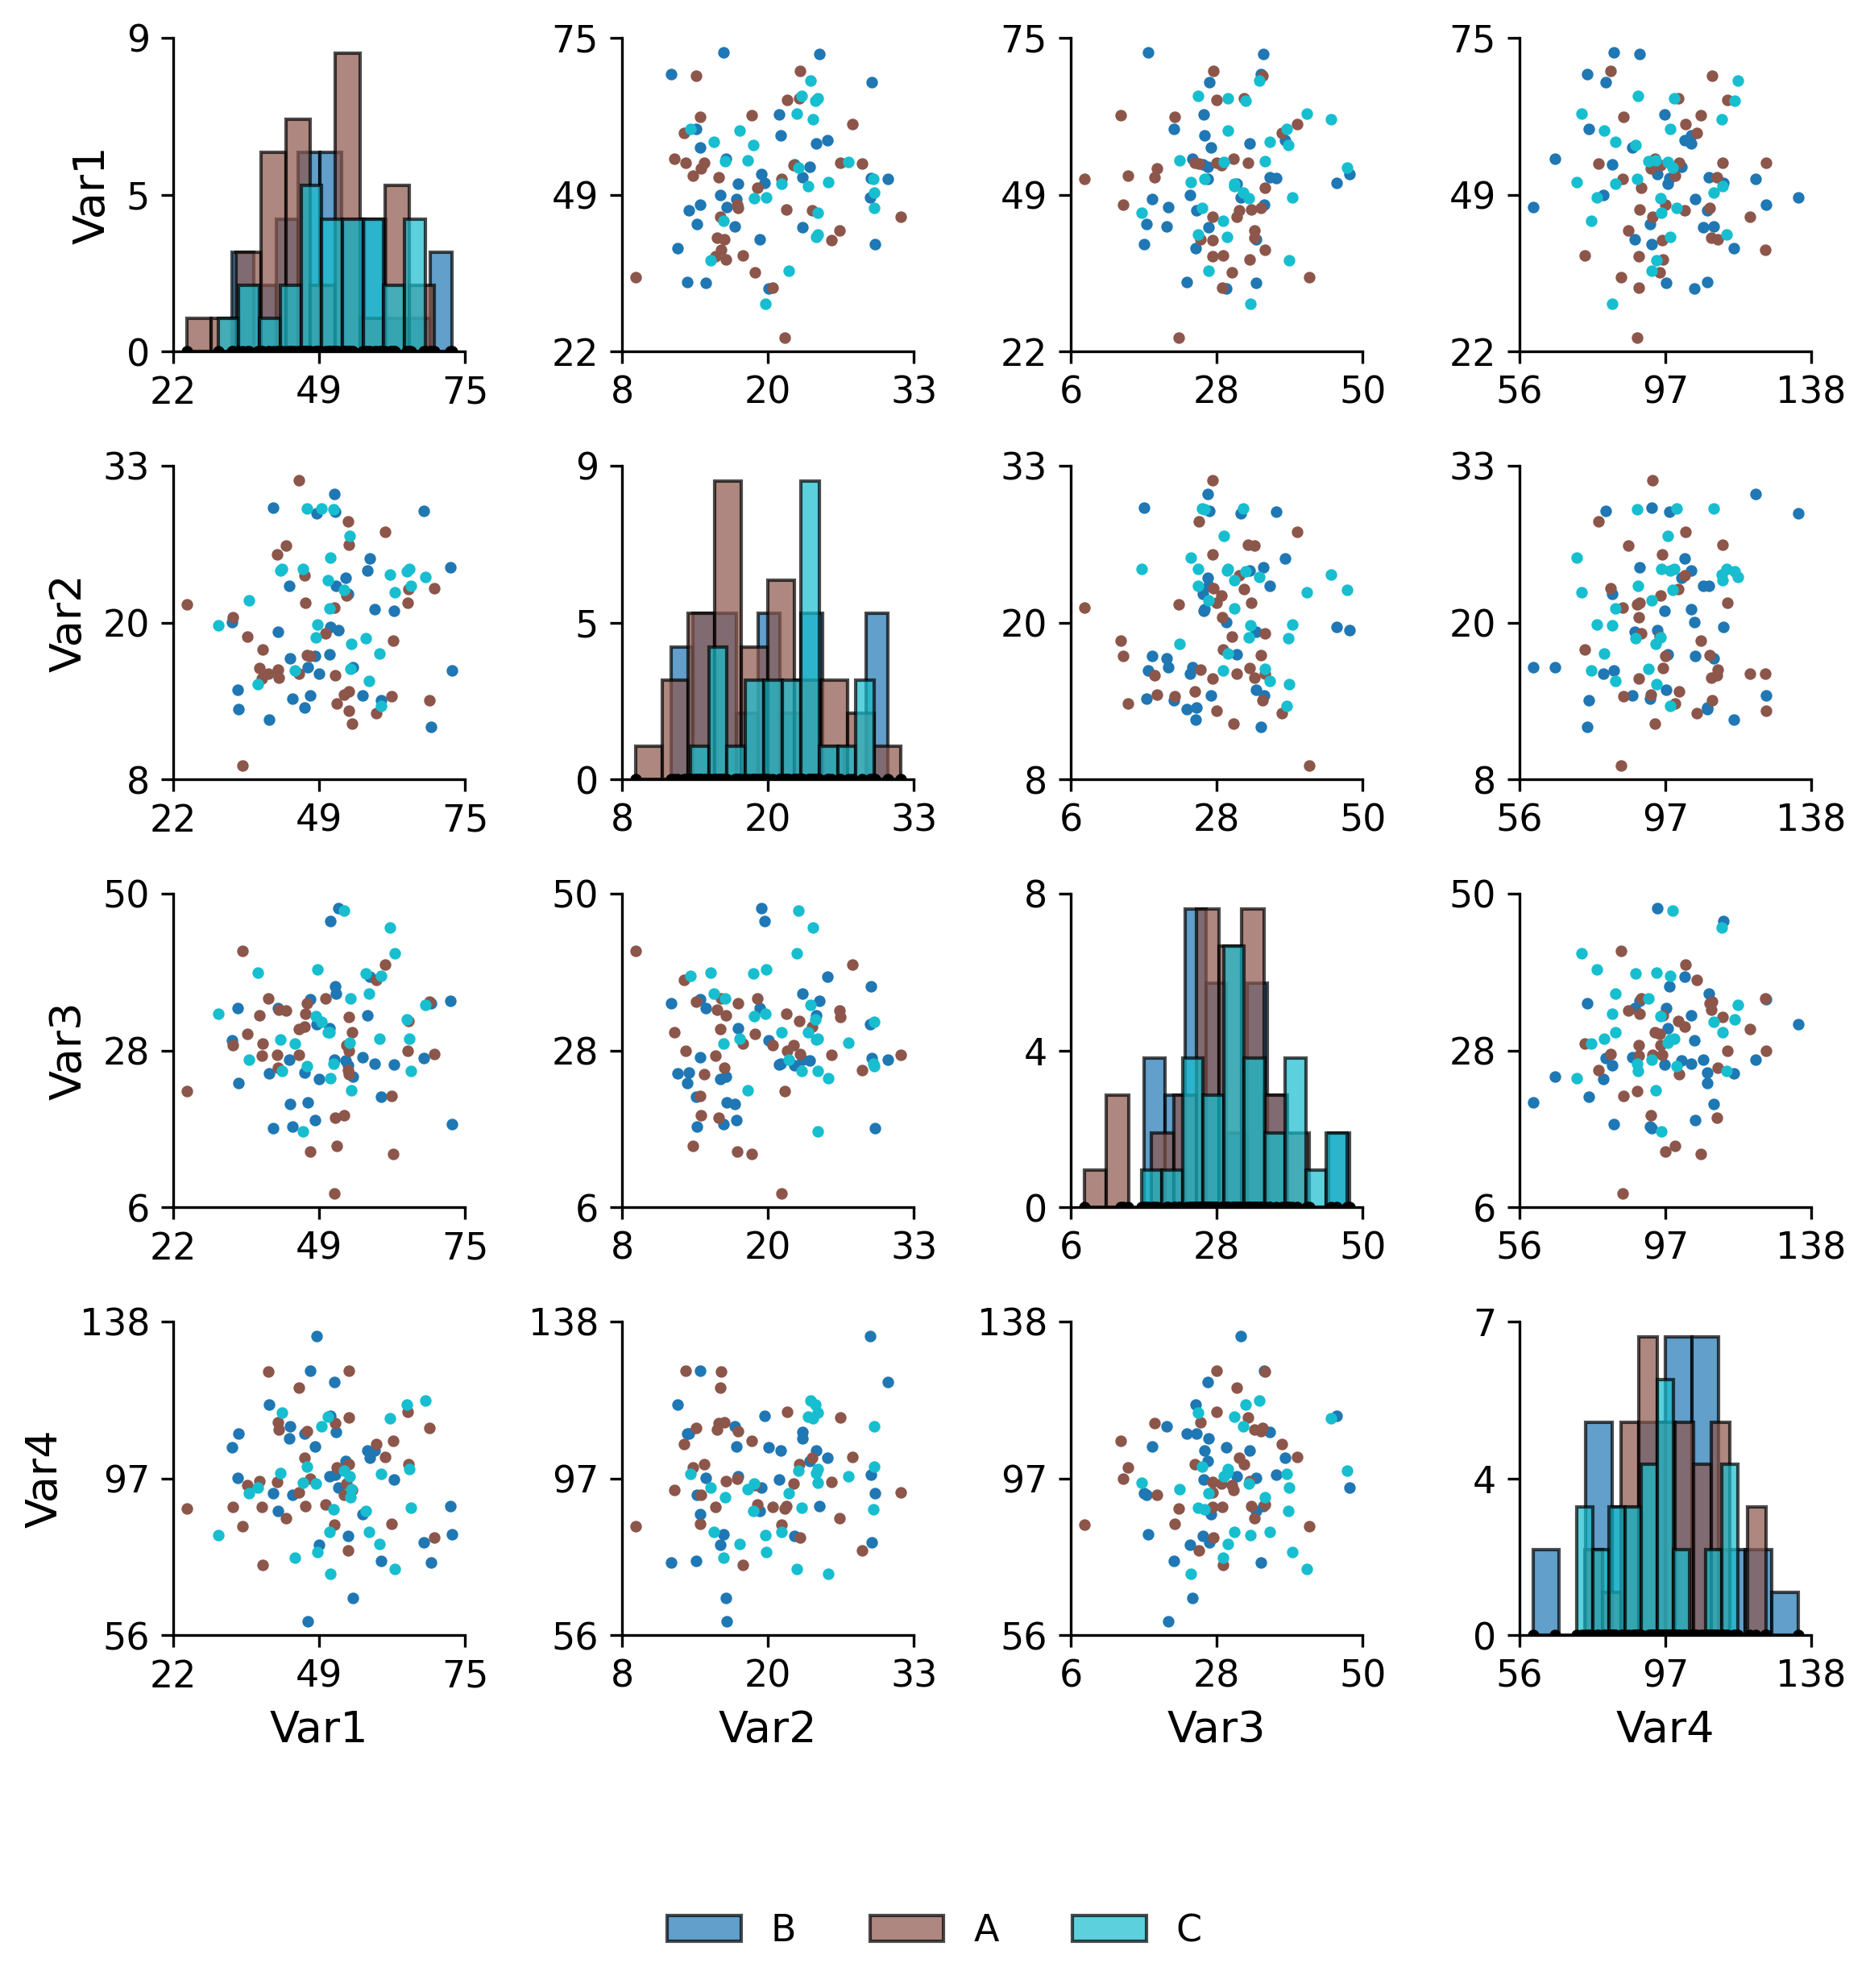 9 75 75 75
Var1 5 49 49 49
0 22 22 22
22 49 75 8 20 33 6 28 50 56 97 138
33 9 33 33
Var2 20 5 20 20
8 0 8 8
22 49 75 8 20 33 6 28 50 56 97 138
50 50 8 50
Var3 28 28 4 28
6 6 0 6
22 49 75 8 20 33 6 28 50 56 97 138
138 138 138 7
Var4 97 97 97 4
56 56 56 0
22 49 75 8 20 33 6 28 50 56 97 138
Var1 Var2 Var3 Var4
B A C